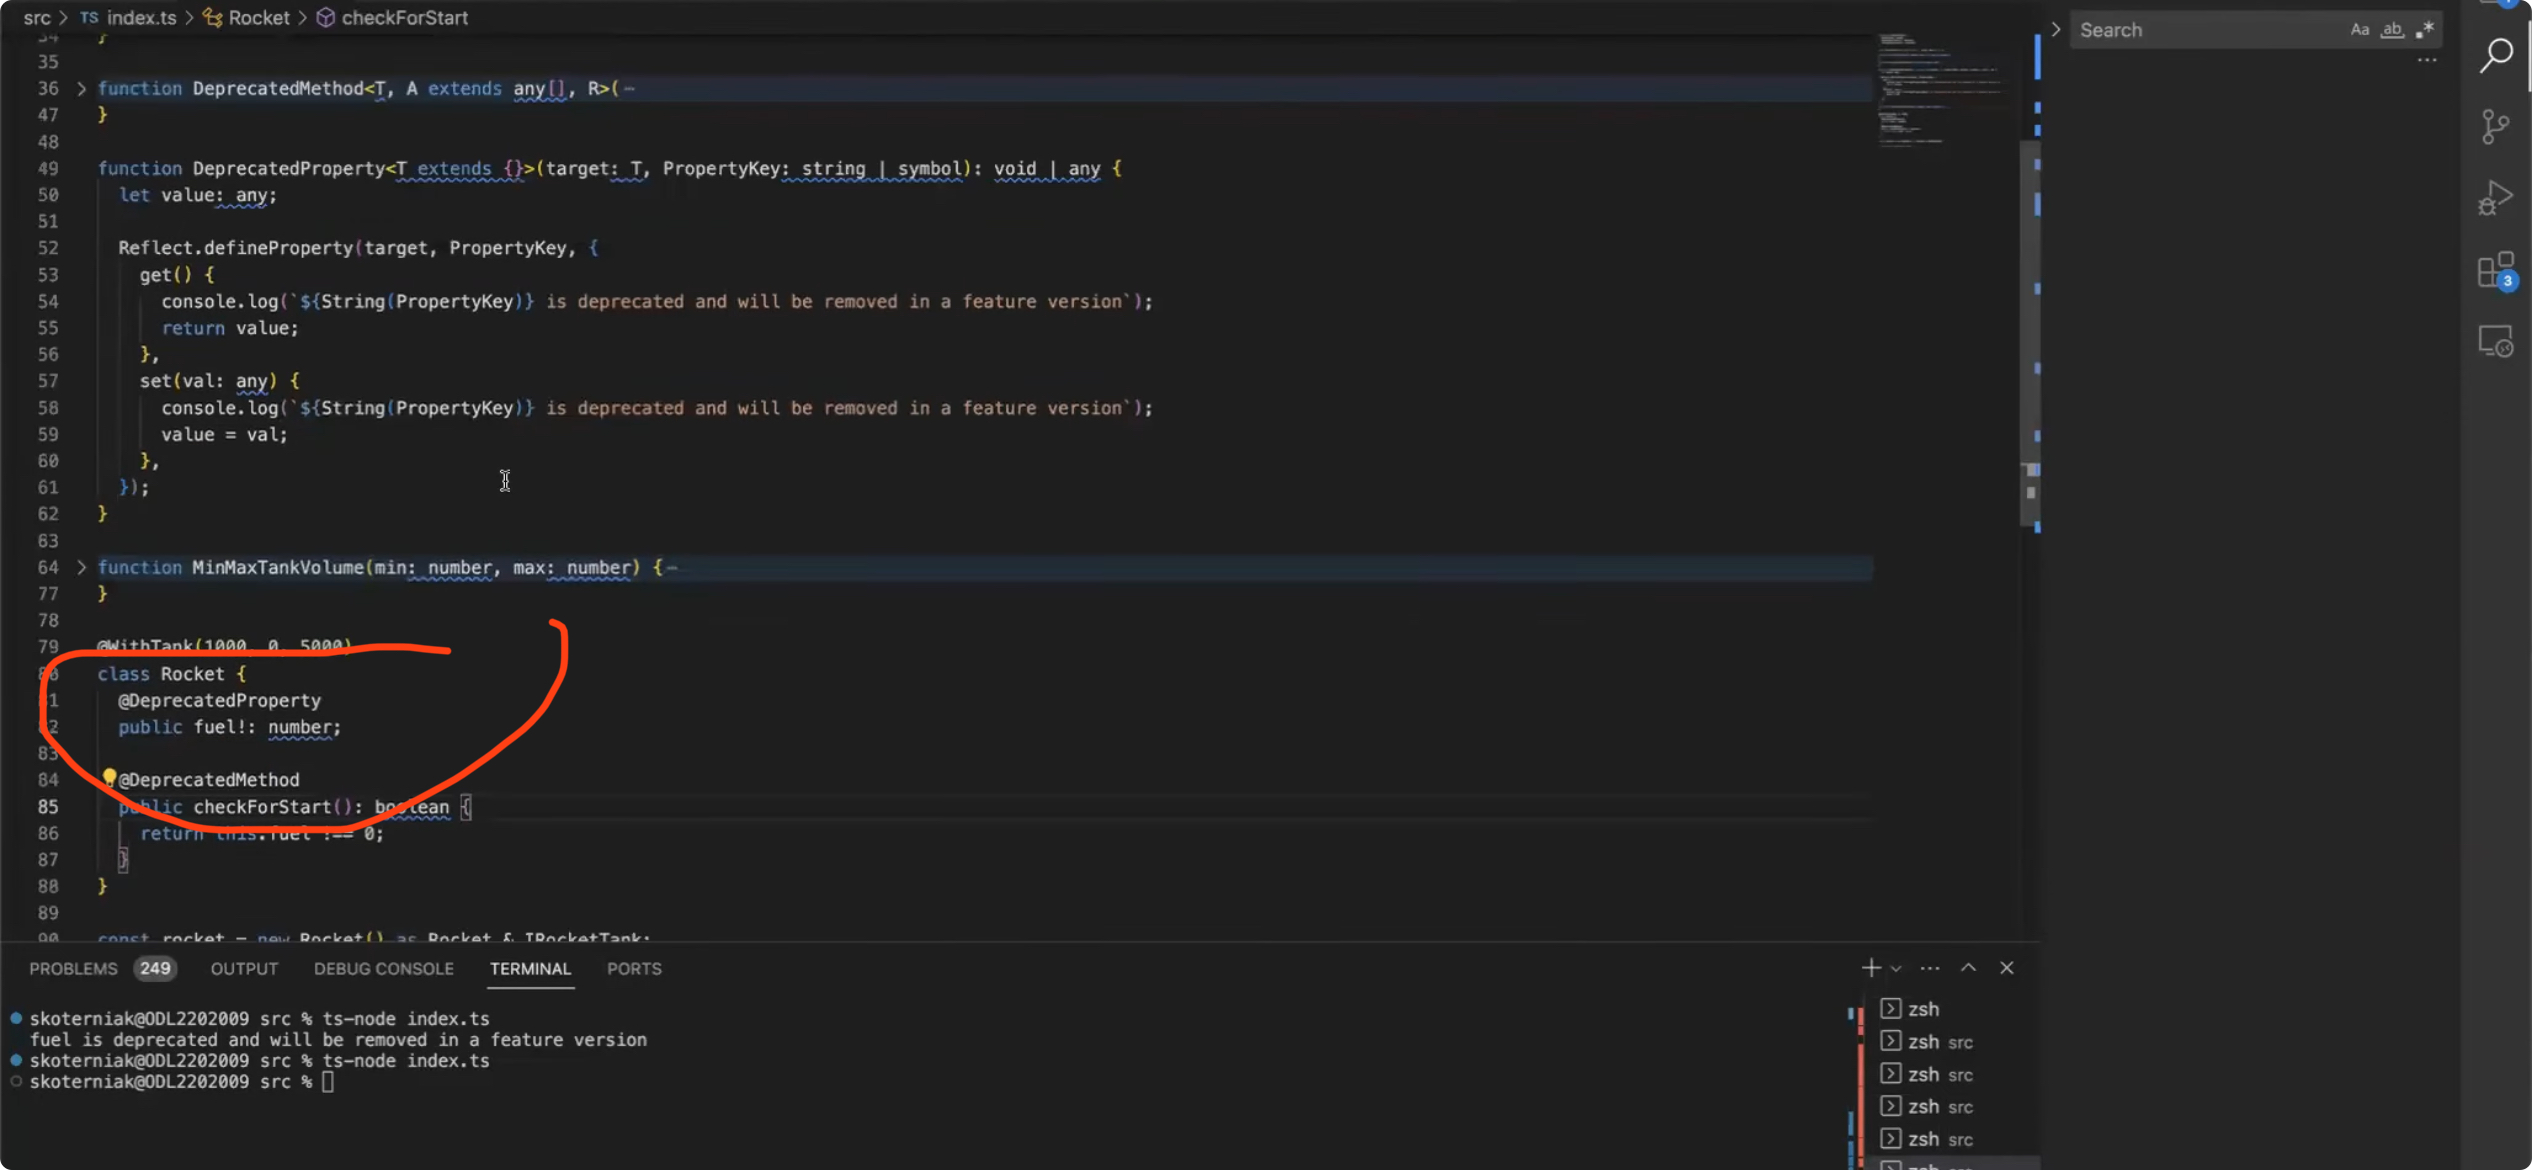 src > TS index.ts > Rocket > checkForStart
34 }
35
36 > function DeprecatedMethod<T, A extends any[], R>(
47 }
48
49 function DeprecatedProperty<T extends {}>(target: T, PropertyKey: string | symbol): void | any {
50 let value: any;
51
52 Reflect.defineProperty(target, PropertyKey, {
53 get() {
54 console.log(`${String(PropertyKey)} is deprecated and will be removed in a feature version`);
55 return value;
56 },
57 set(val: any) {
58 console.log(`${String(PropertyKey)} is deprecated and will be removed in a feature version`);
59 value = val;
60 },
61 });
62 }
63
64 > function MinMaxTankVolume(min: number, max: number) {
77 }
78
79 @WithTank(1000, 0, 5000)
80 class Rocket {
81 @DeprecatedProperty
82 public fuel!: number;
83
84 @DeprecatedMethod
85 public checkForStart(): boolean {
86 return this.fuel !== 0;
87 }
88 }
89
90 const rocket = new Rocket() as Rocket & IRocketTank;
Search Aa ab .*
3
PROBLEMS 249 OUTPUT DEBUG CONSOLE TERMINAL PORTS
skoterniak@ODL2202009 src % ts-node index.ts
fuel is deprecated and will be removed in a feature version
skoterniak@ODL2202009 src % ts-node index.ts
skoterniak@ODL2202009 src %
zsh
zsh src
zsh src
zsh src
zsh src
zsh src